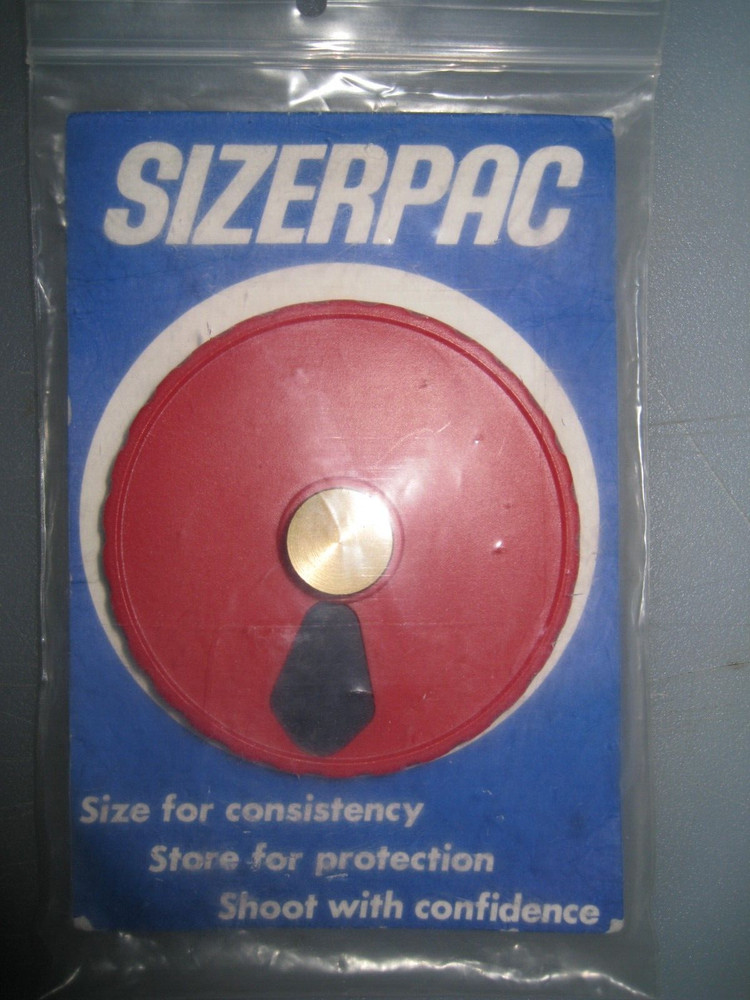 SIZERPAC
Size for consistency
Store for protection
Shoot with confidence